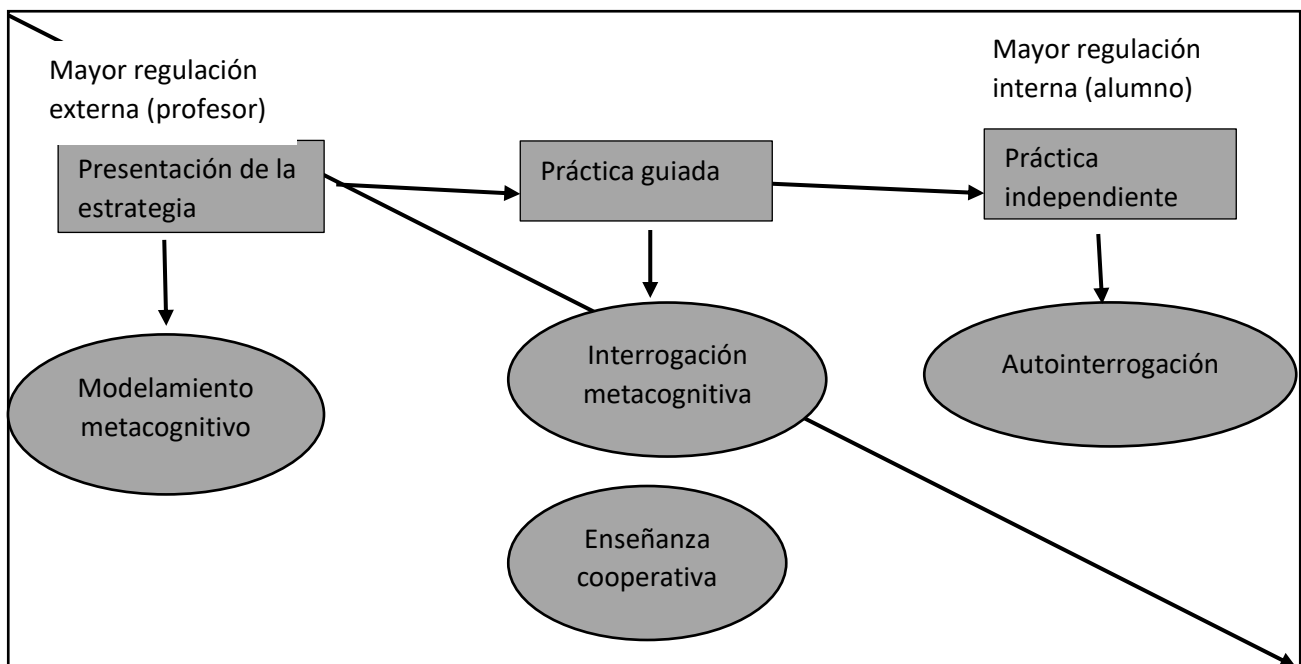 Mayor regulación
externa (profesor)
Mayor regulación
interna (alumno)
Presentación de la
estrategia
Práctica guiada
Práctica
independiente
Modelamiento
metacognitivo
Interrogación
metacognitiva
Autointerrogación
Enseñanza
cooperativa